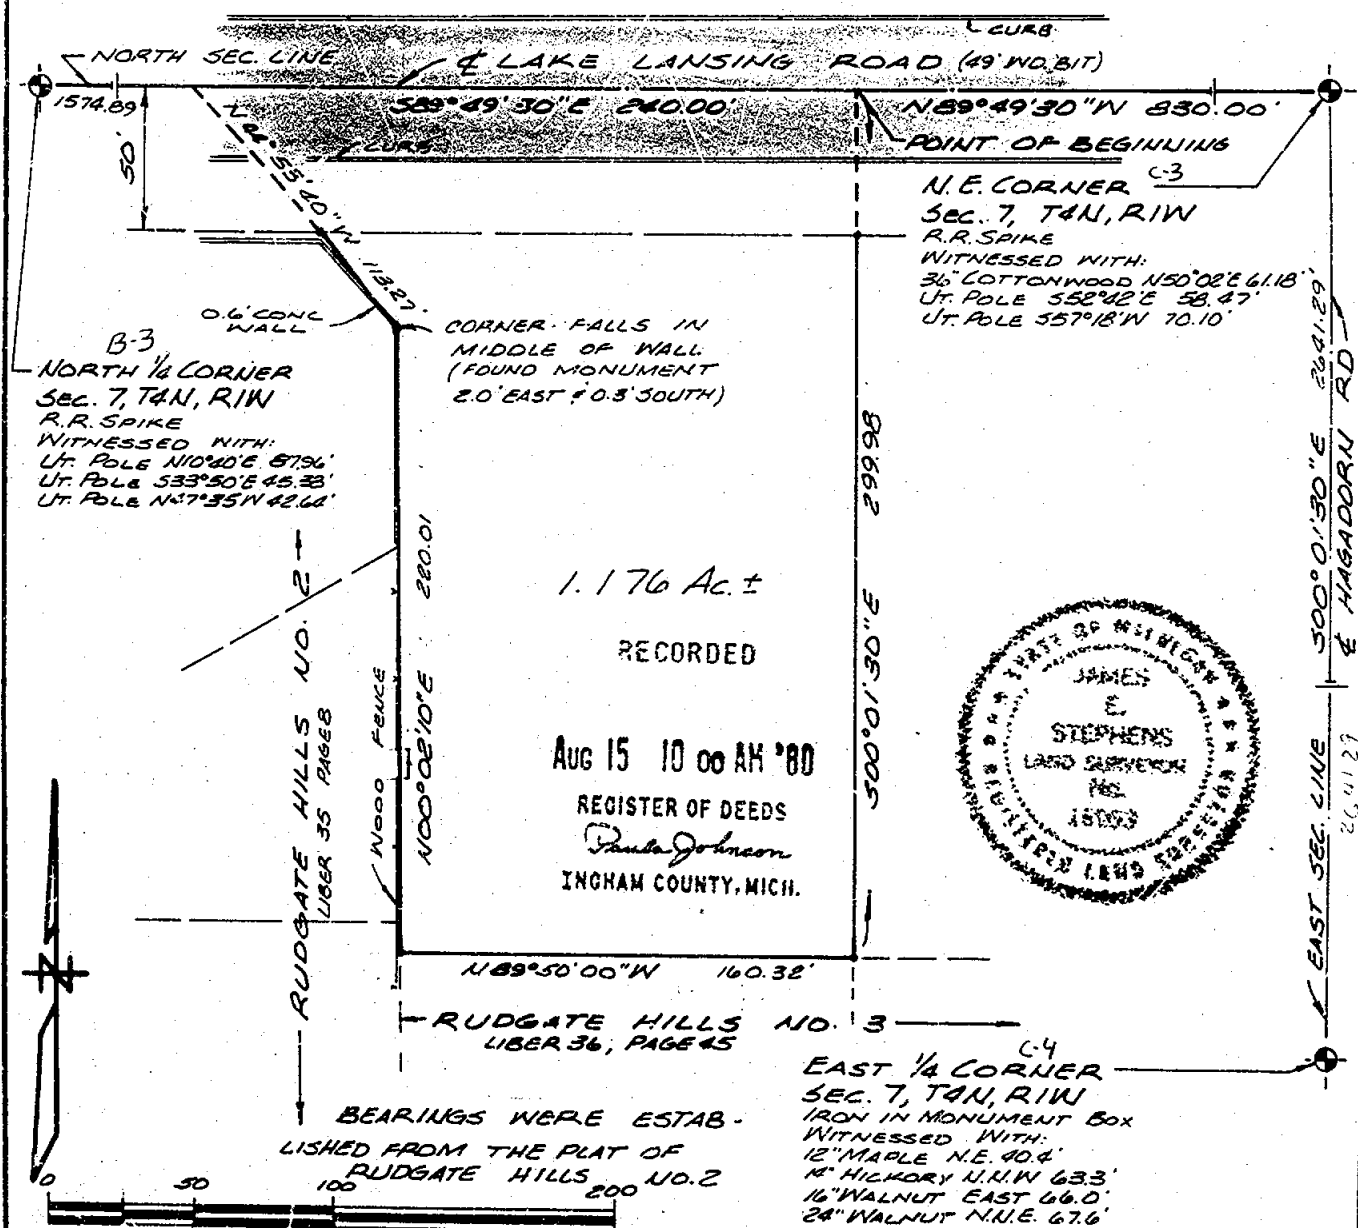 CURB
NORTH SEC. LINE
℄ LAKE LANSING ROAD (49' WD. BIT)
1574.89
S89°49'30"E 240.00'
N89°49'30"W 830.00'
50'
CURB
POINT OF BEGINNING
113.27'
C-3
N.E. CORNER
Sec. 7, T4N, R1W
R.R. SPIKE
WITNESSED WITH:
36" COTTONWOOD N50°02'E 61.18'
UT. POLE S52°42'E 58.47'
UT. POLE S57°18'W 70.10'
0.6' CONC
WALL
CORNER FALLS IN
MIDDLE OF WALL
(FOUND MONUMENT
2.0' EAST & 0.3' SOUTH)
B-3
NORTH 1/4 CORNER
Sec. 7, T4N, R1W
R.R. SPIKE
WITNESSED WITH:
UT. POLE N10°40'E 87.96'
UT. POLE S33°50'E 45.38'
UT. POLE W 42.64'
S00°01'30"E 2641.29'
℄ HAGADORN RD
299.98
S00°01'30"E
220.01
N00°02'10"E
WOOD FENCE
RUDGATE HILLS NO. 2
LIBER 35 PAGE 8
1.176 Ac. ±
RECORDED
AUG 15 10 00 AM '80
REGISTER OF DEEDS
Paula Johnson
INGHAM COUNTY, MICH.
JAMES
E.
STEPHENS
LAND SURVEYOR
NO.
EAST SEC. LINE
2641.29
N89°50'00"W 160.32'
RUDGATE HILLS NO. 3
LIBER 36, PAGE 45
C-4
EAST 1/4 CORNER
SEC. 7, T4N, R1W
IRON IN MONUMENT BOX
WITNESSED WITH:
12" MAPLE N.E. 40.4'
14" HICKORY N.N.W 63.3'
16" WALNUT EAST 66.0'
24" WALNUT N.N.E. 67.6'
BEARINGS WERE ESTAB-
LISHED FROM THE PLAT OF
RUDGATE HILLS NO. 2
N
0 50 100 200